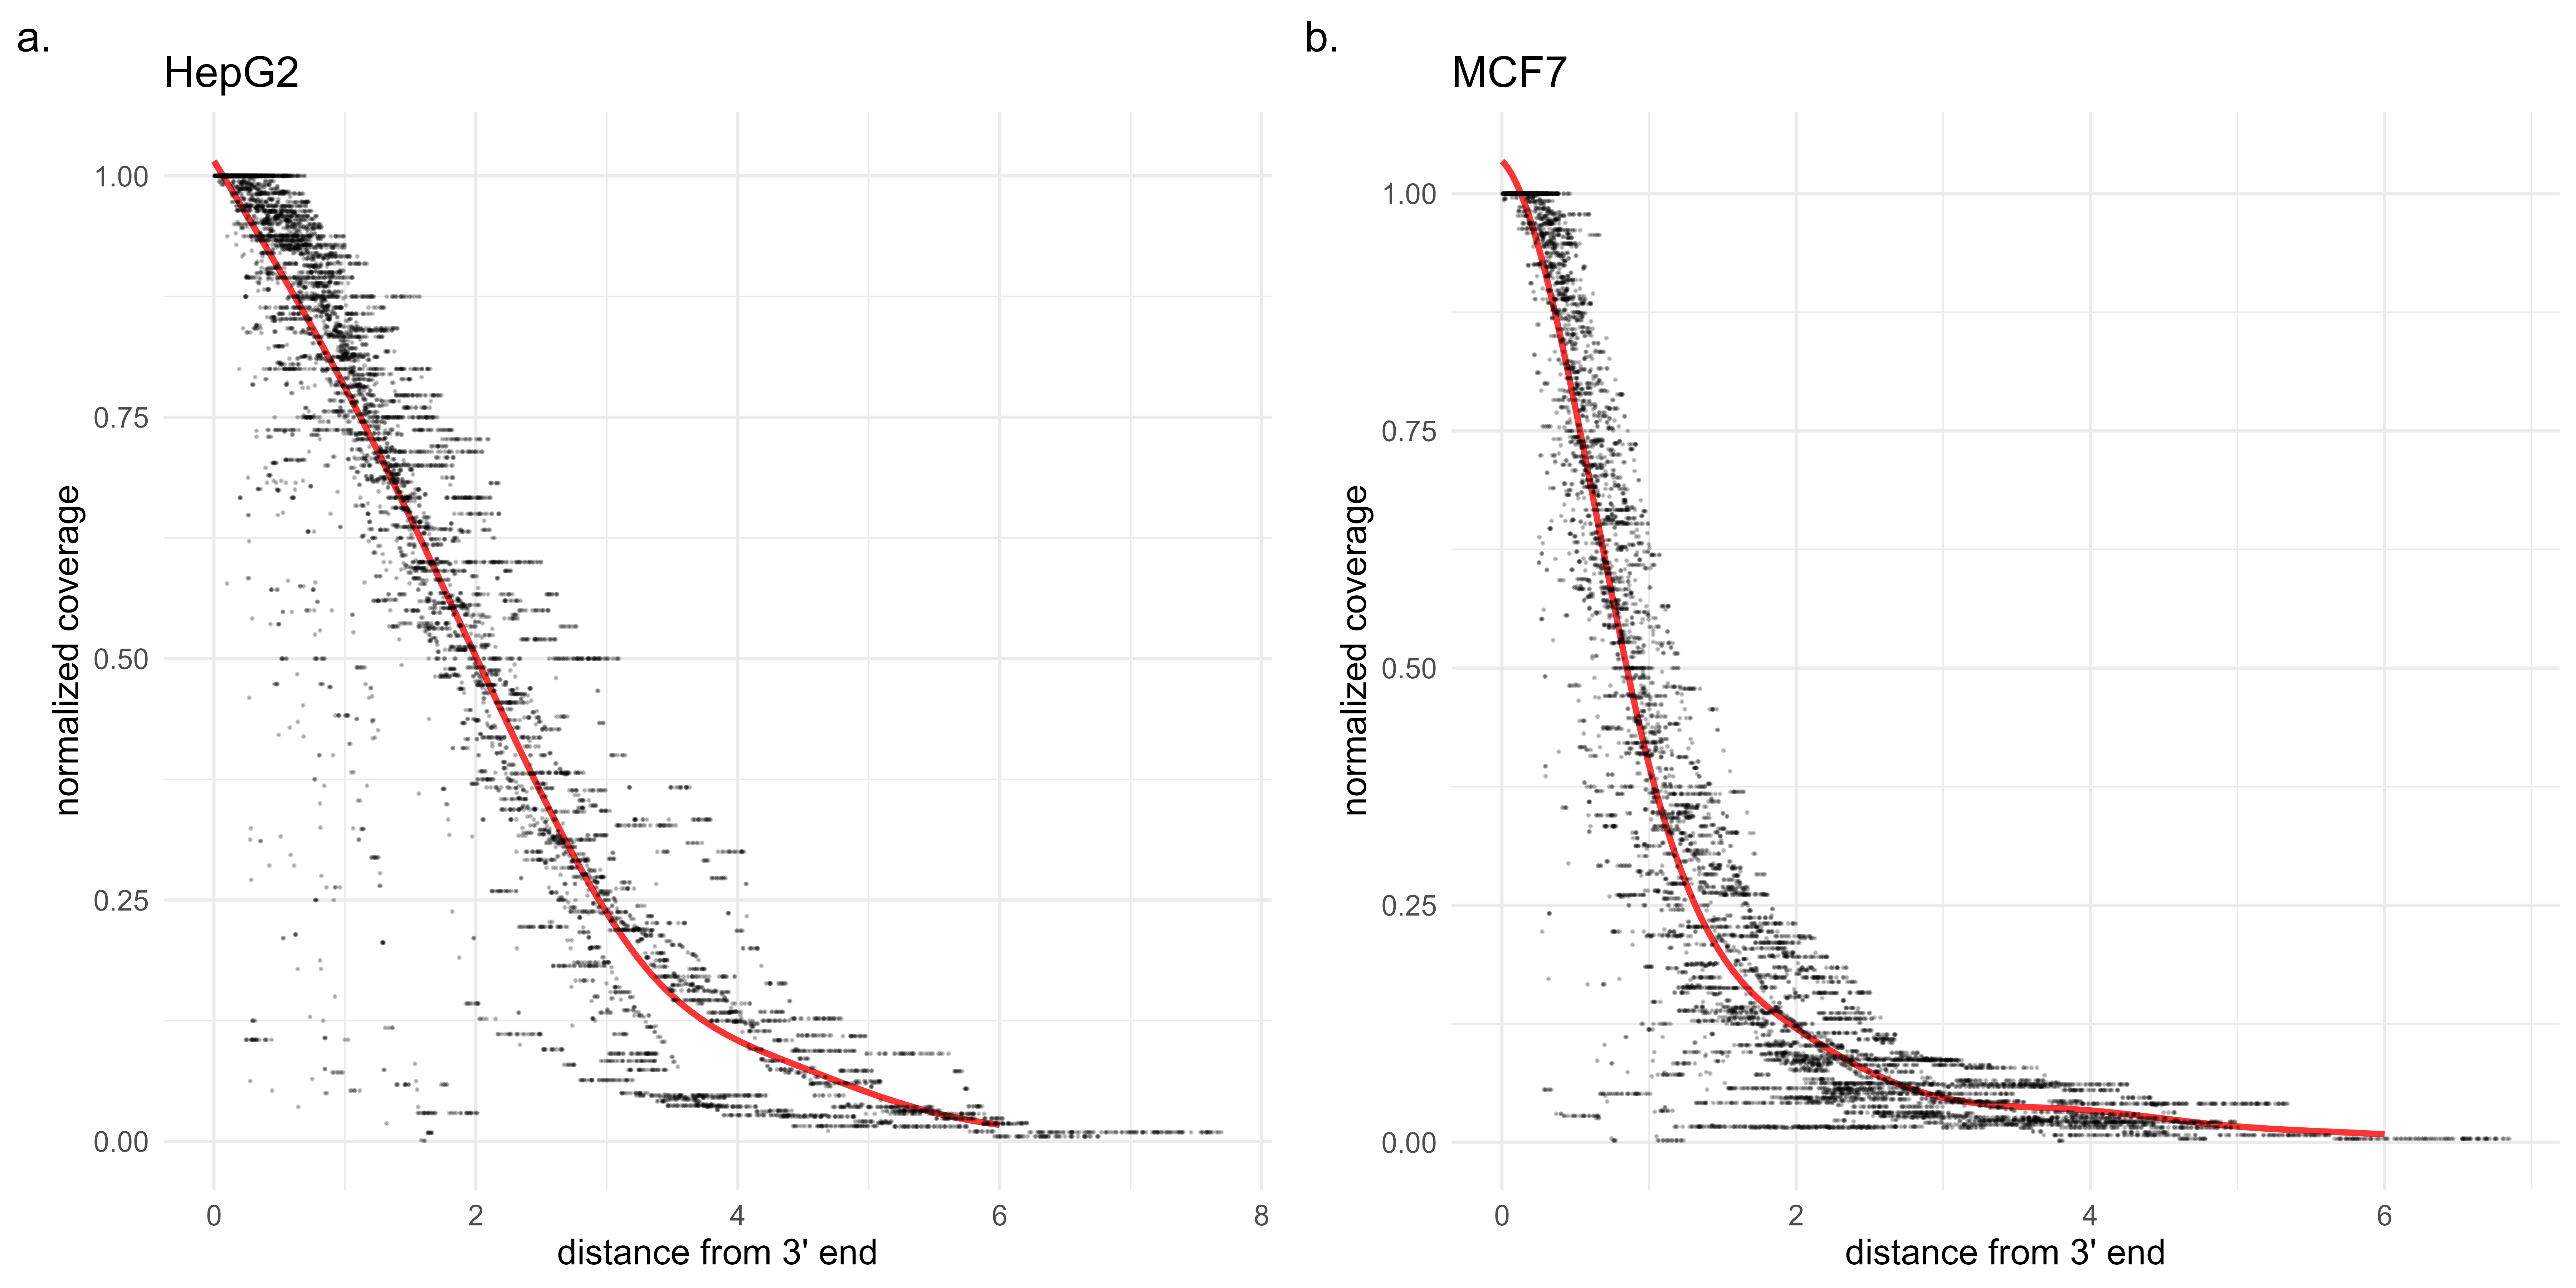 a.
HepG2
1.00
0.75
0.50
0.25
0.00
0 2 4 6 8
normalized coverage
distance from 3' end
b.
MCF7
1.00
0.75
0.50
0.25
0.00
0 2 4 6
normalized coverage
distance from 3' end